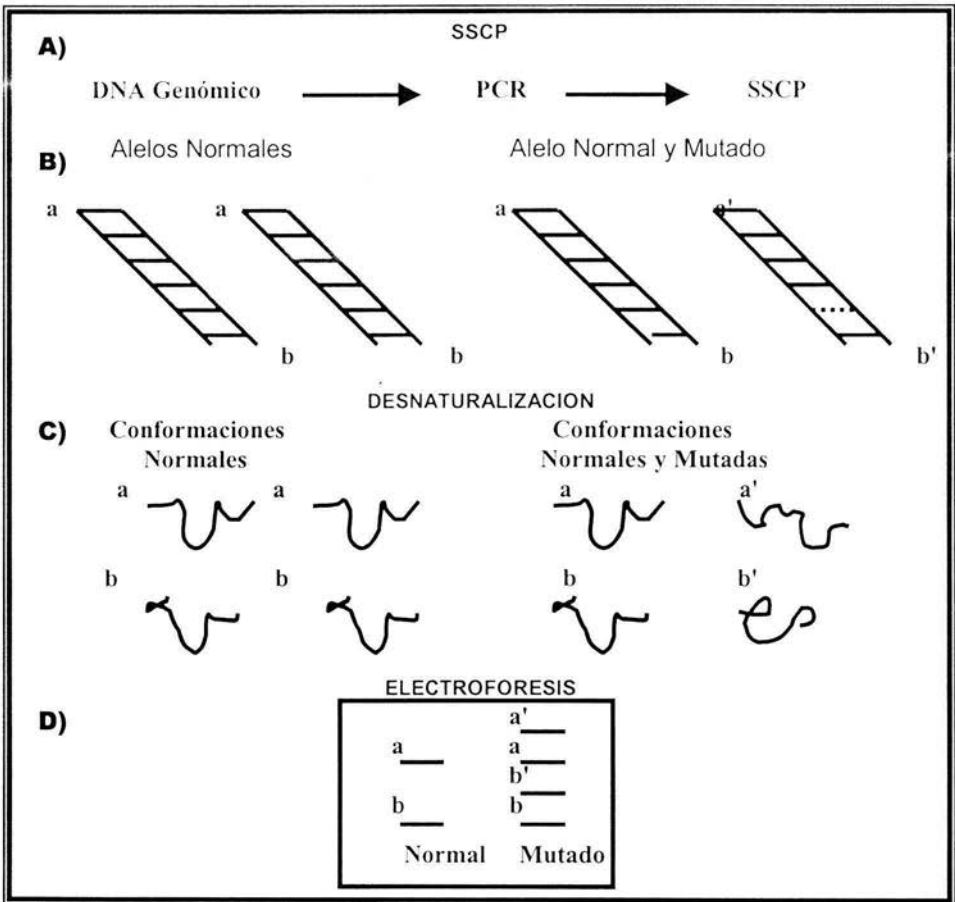 SSCP
A)
DNA Genómico PCR SSCP
Alelos Normales Alelo Normal y Mutado
B)
a a a a'
b b b b'
DESNATURALIZACION
C) Conformaciones Normales Conformaciones Normales y Mutadas
a a a a'
b b b b'
ELECTROFORESIS
D)
a'
a a
b'
b b
Normal Mutado